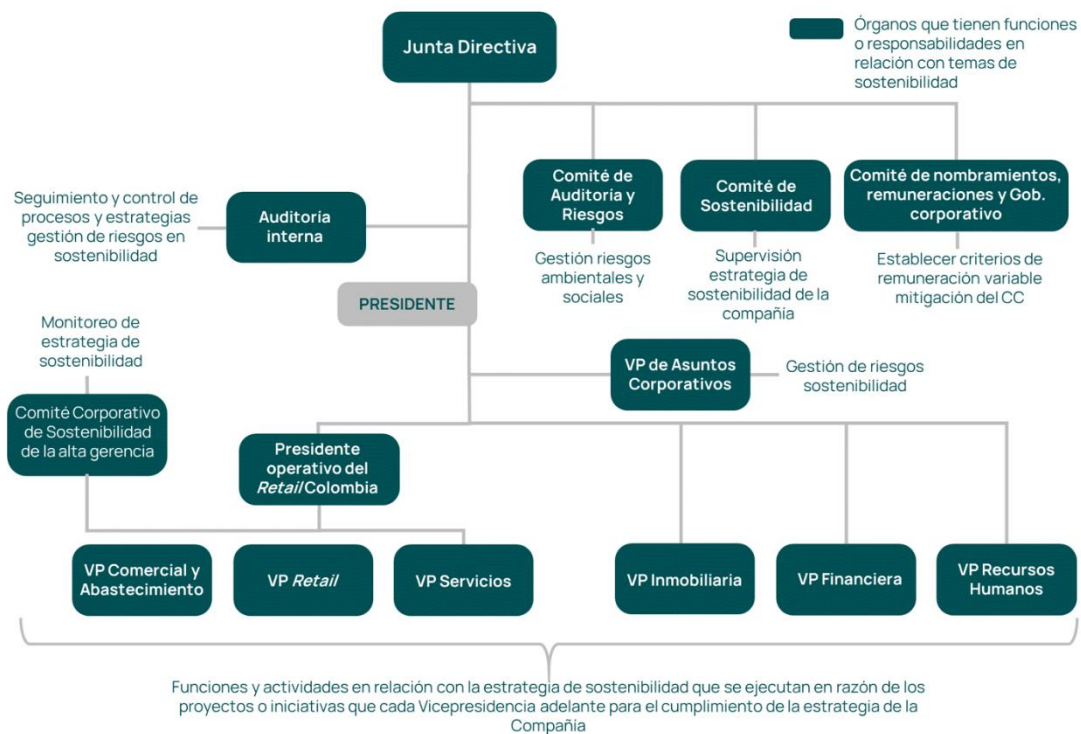 Junta Directiva
Órganos que tienen funciones
o responsabilidades en
relación con temas de
sostenibilidad
Seguimiento y control de
procesos y estrategias
gestión de riesgos en
sostenibilidad
Auditoría
interna
Comité de
Auditoría y
Riesgos
Gestión riesgos
ambientales y
sociales
Comité de
Sostenibilidad
Supervisión
estrategia de
sostenibilidad de la
compañía
Comité de nombramientos,
remuneraciones y Gob.
corporativo
Establecer criterios de
remuneración variable
mitigación del CC
PRESIDENTE
Monitoreo de
estrategia de
sostenibilidad
Comité Corporativo
de Sostenibilidad
de la alta gerencia
VP de Asuntos
Corporativos
Gestión de riesgos
sostenibilidad
Presidente
operativo del
Retail Colombia
VP Comercial y
Abastecimiento
VP Retail
VP Servicios
VP Inmobiliaria
VP Financiera
VP Recursos
Humanos
Funciones y actividades en relación con la estrategia de sostenibilidad que se ejecutan en razón de los
proyectos o iniciativas que cada Vicepresidencia adelante para el cumplimiento de la estrategia de la
Compañía